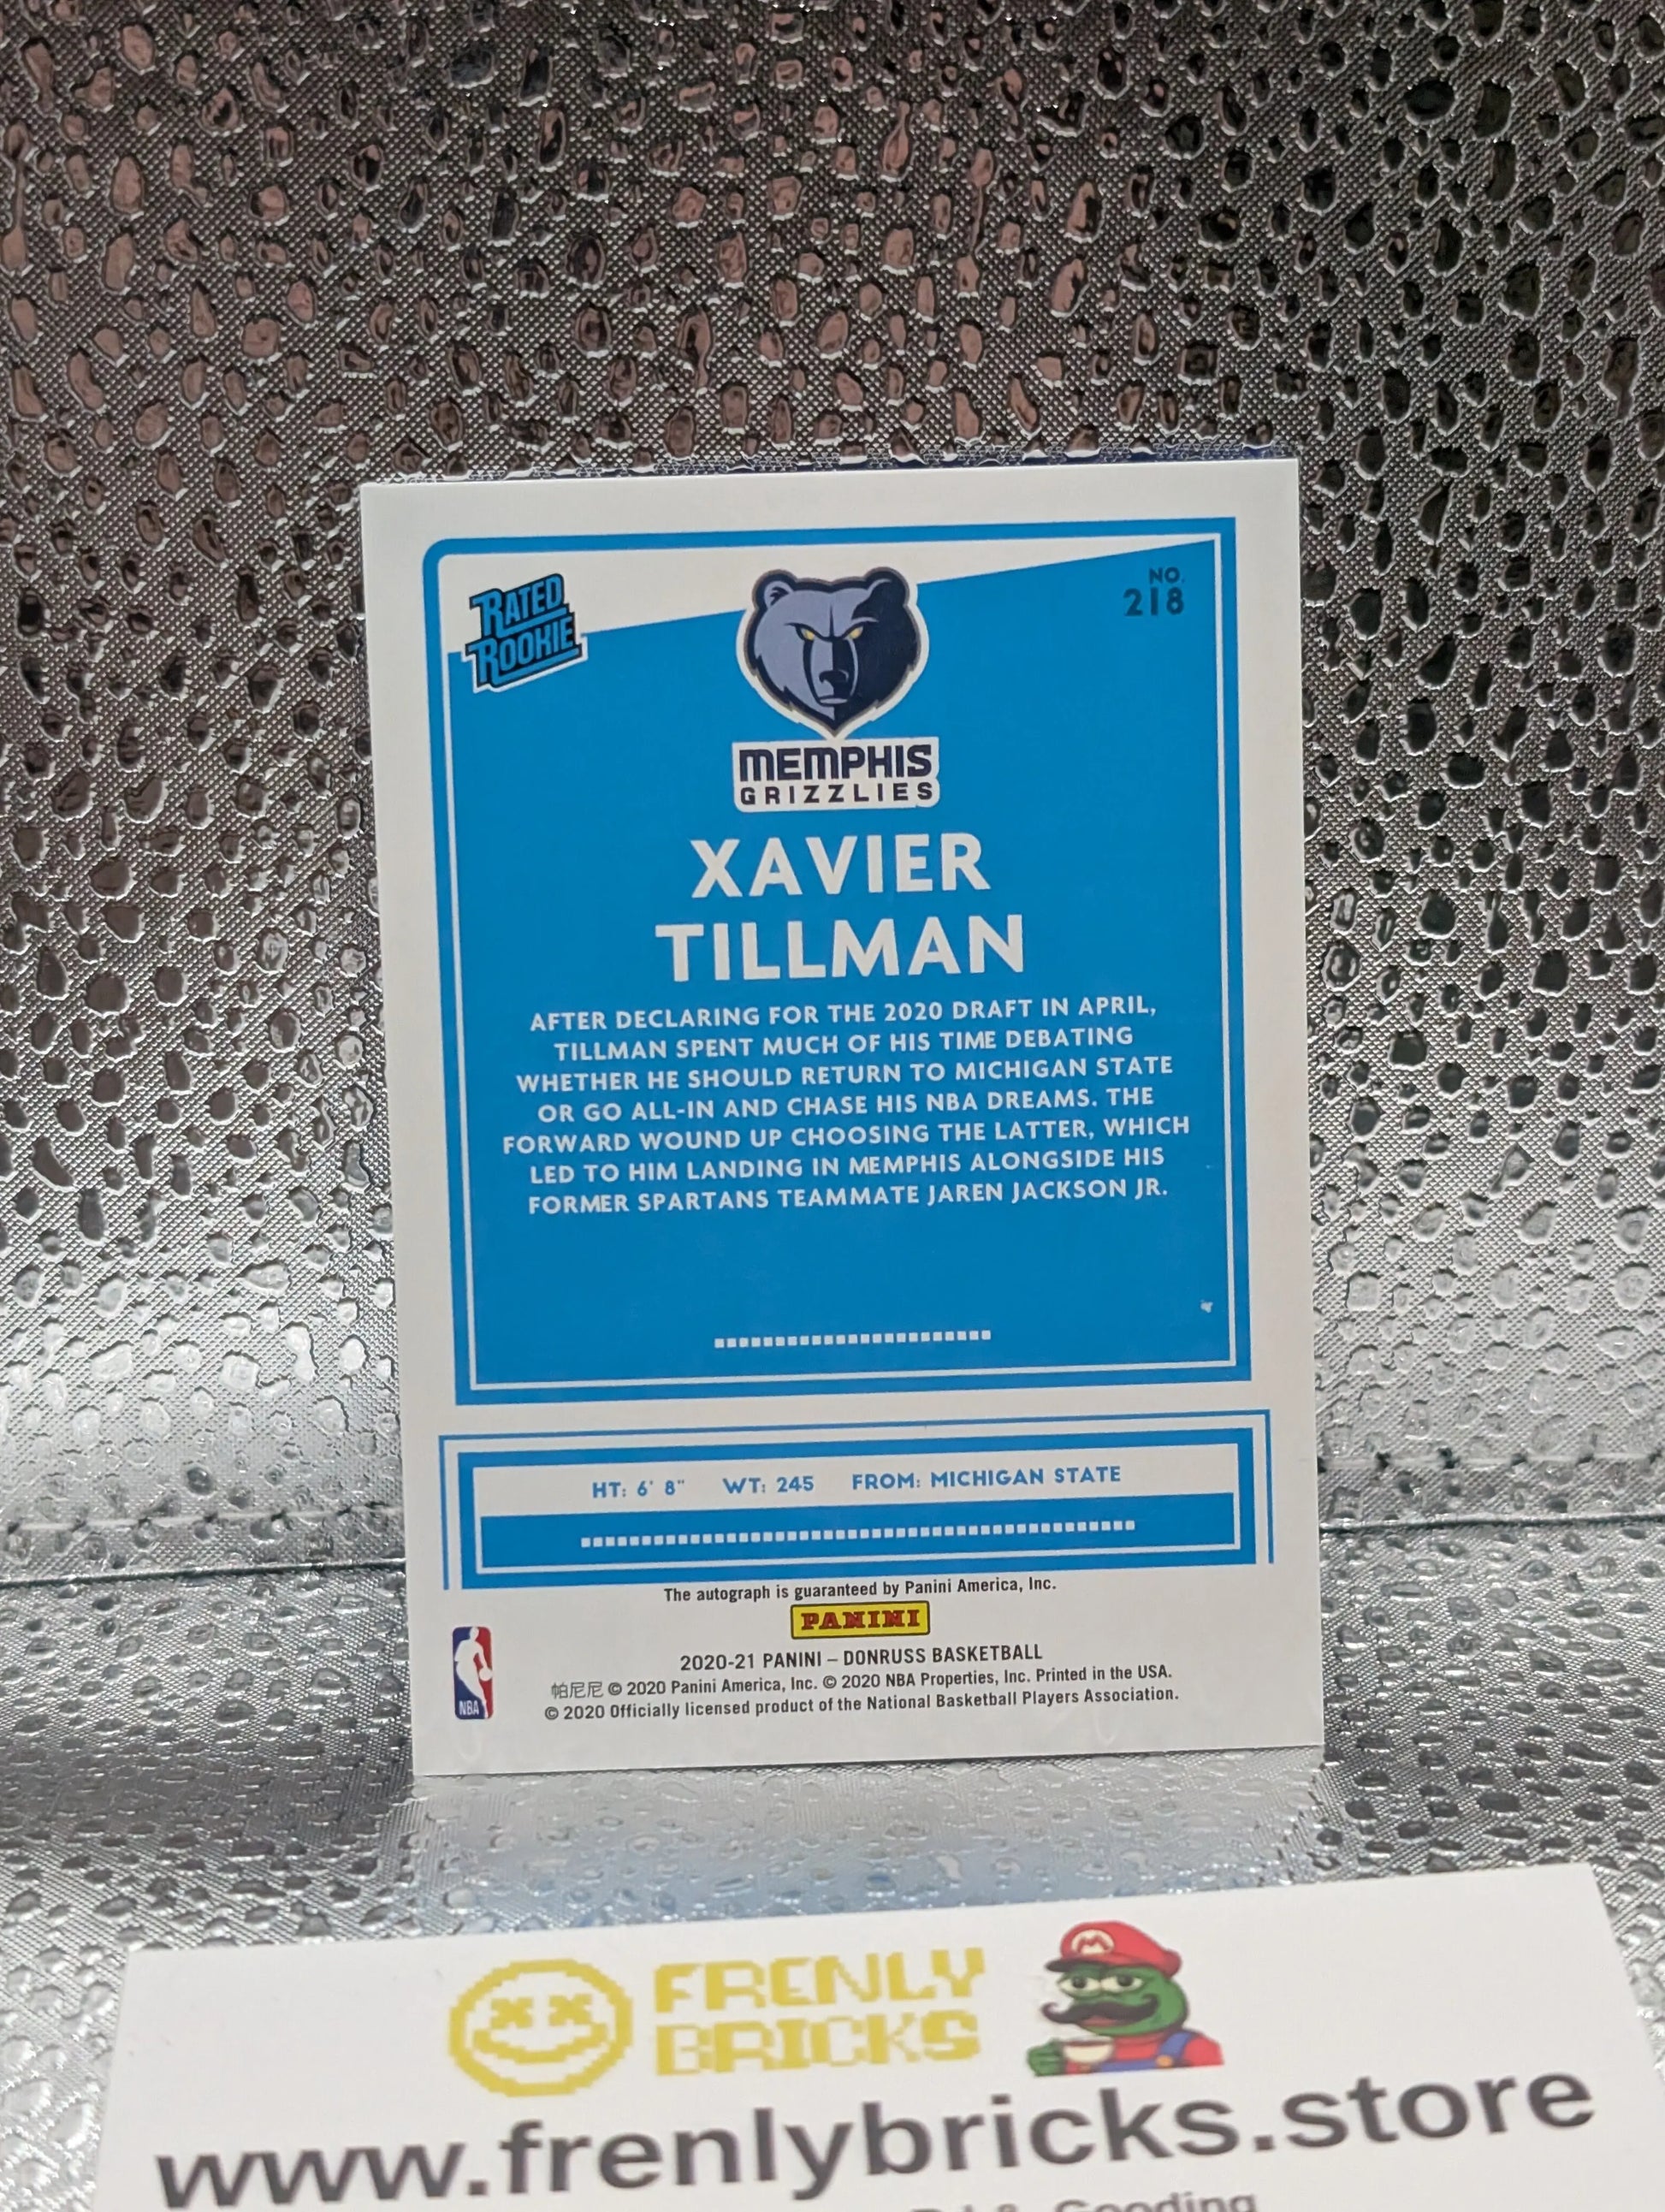 RATED
ROOKIE
NO.
218
MEMPHIS
GRIZZLIES
XAVIER
TILLMAN
AFTER DECLARING FOR THE 2020 DRAFT IN APRIL,
TILLMAN SPENT MUCH OF HIS TIME DEBATING
WHETHER HE SHOULD RETURN TO MICHIGAN STATE
OR GO ALL-IN AND CHASE HIS NBA DREAMS. THE
FORWARD WOUND UP CHOOSING THE LATTER, WHICH
LED TO HIM LANDING IN MEMPHIS ALONGSIDE HIS
FORMER SPARTANS TEAMMATE JAREN JACKSON JR.
HT: 6' 8" WT: 245 FROM: MICHIGAN STATE
The autograph is guaranteed by Panini America, Inc.
PANINI
2020-21 PANINI – DONRUSS BASKETBALL
帕尼尼 © 2020 Panini America, Inc. © 2020 NBA Properties, Inc. Printed in the USA.
© 2020 Officially licensed product of the National Basketball Players Association.
NBA
FRENLY
BRICKS
M
www.frenlybricks.store